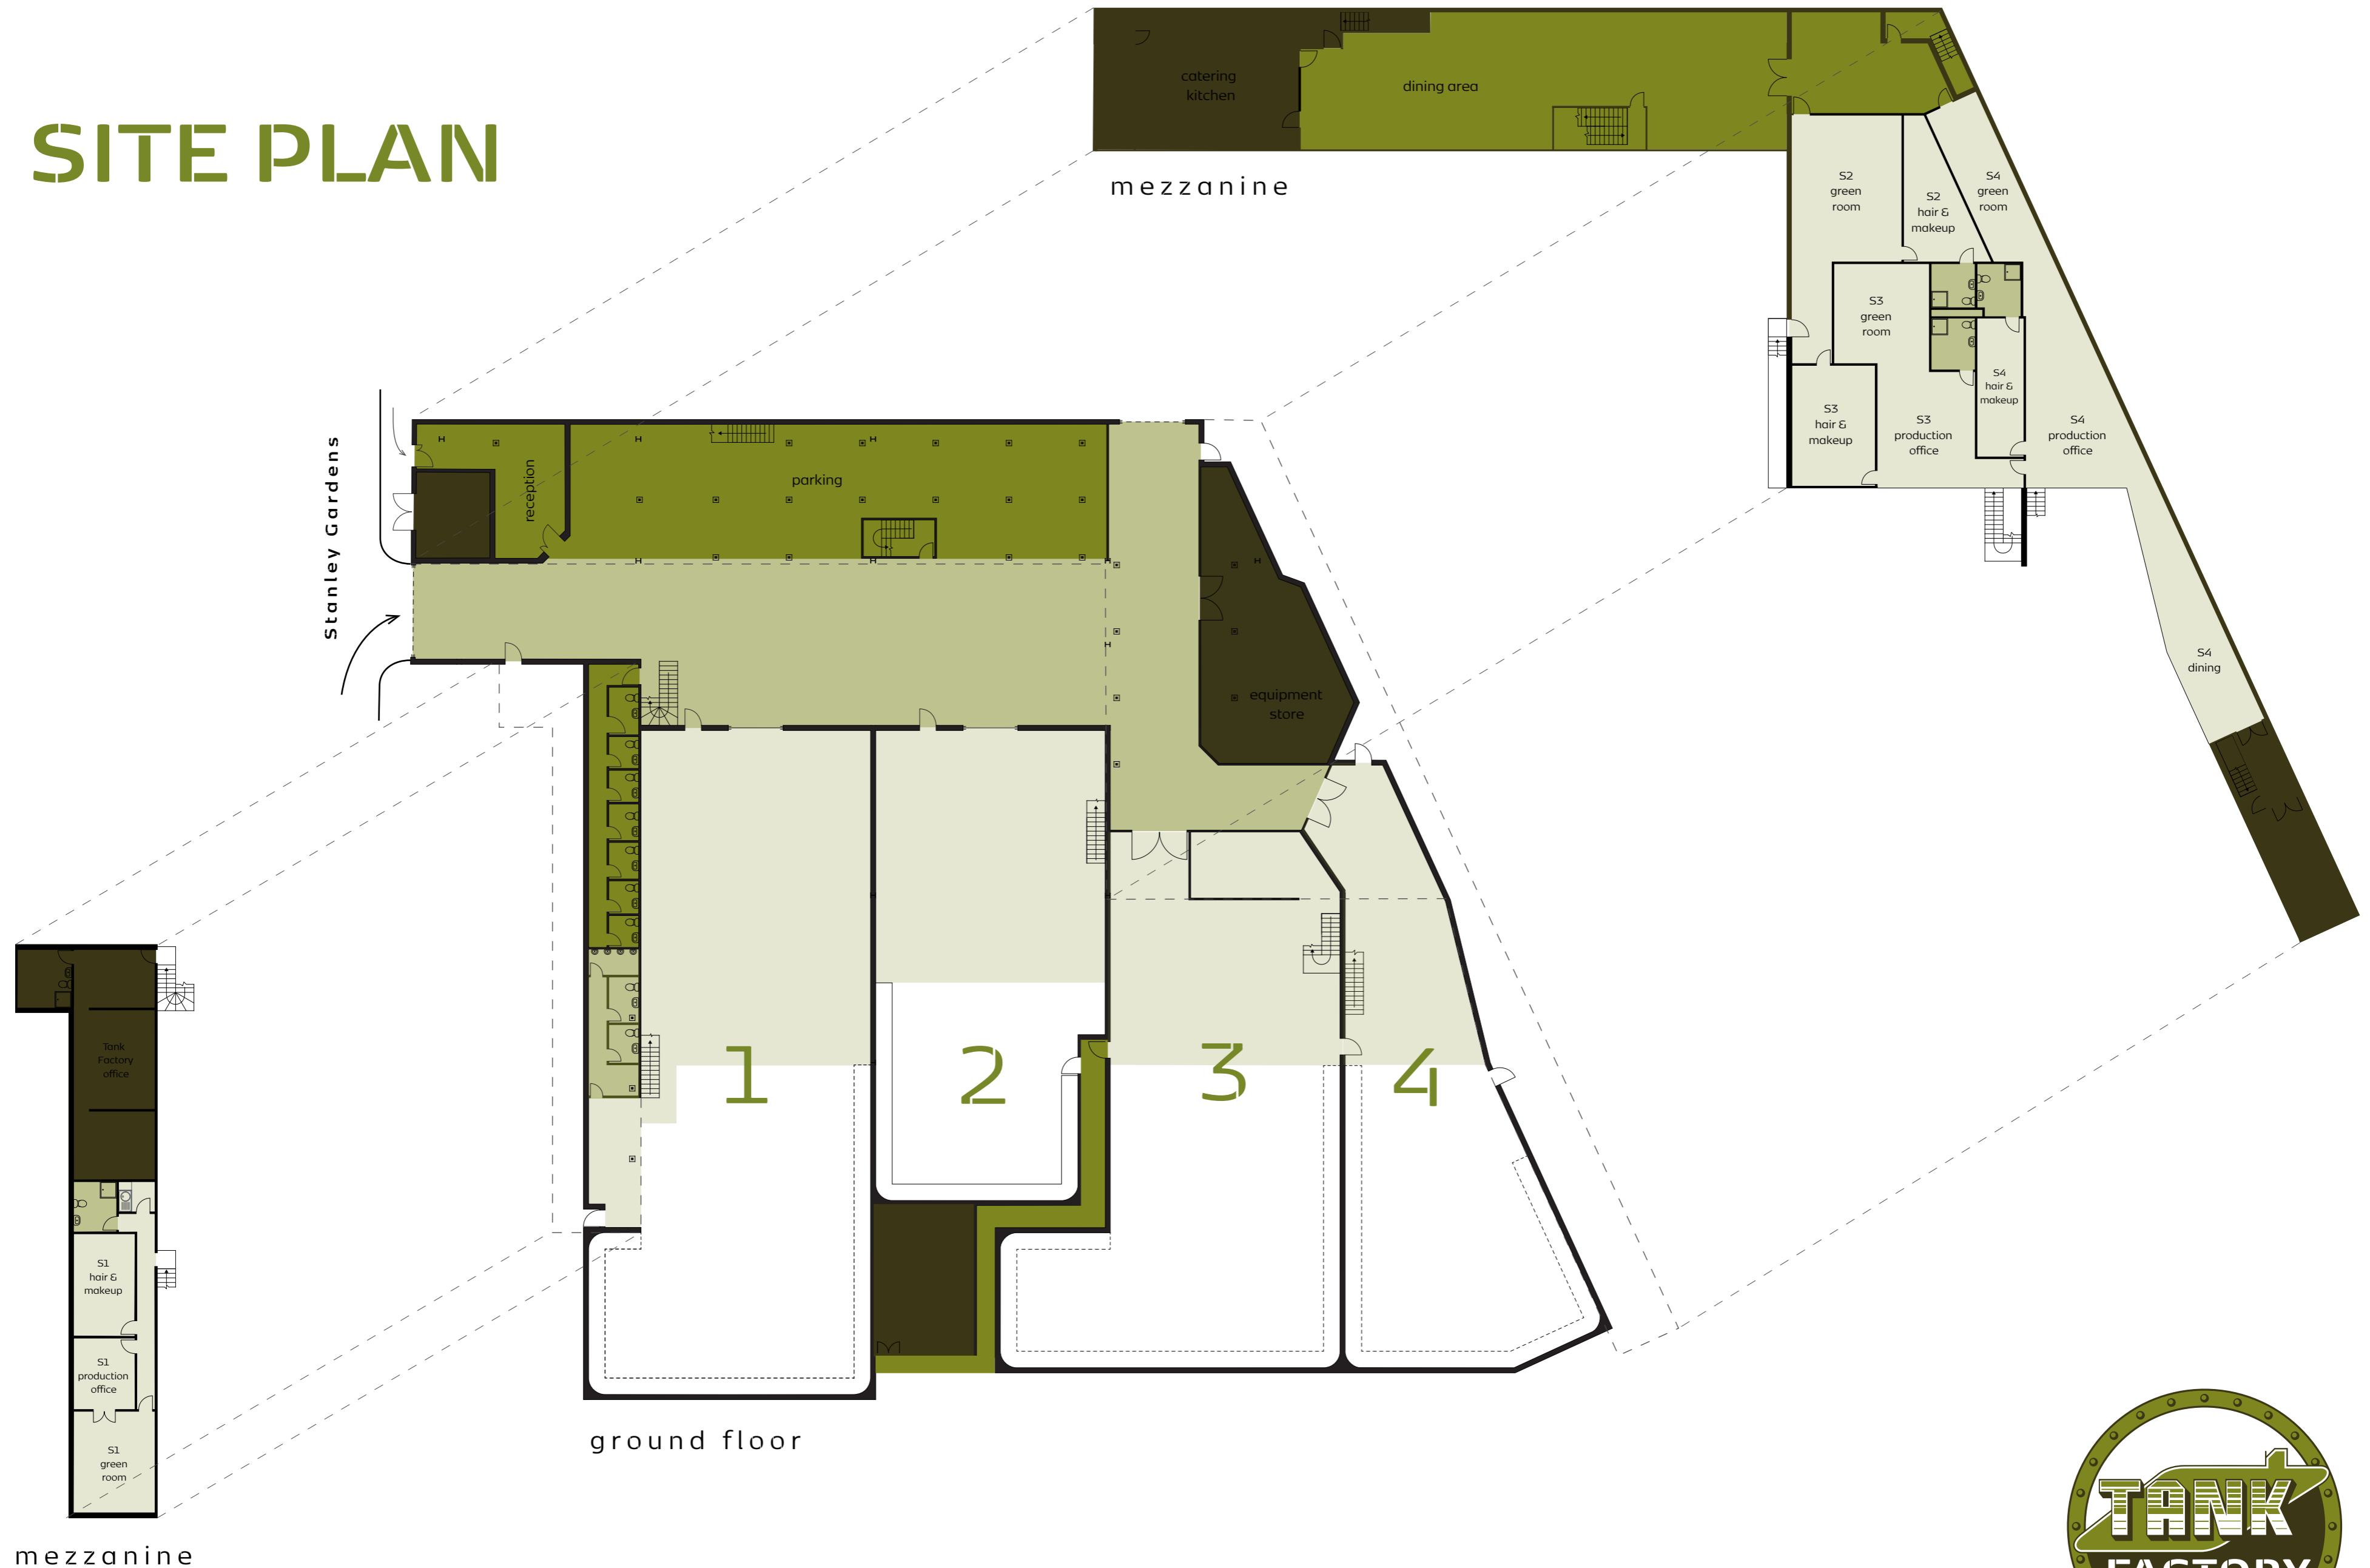 SITE PLAN
catering
kitchen
dining area
mezzanine
S2
green
room
S2
hair &
makeup
S4
green
room
S3
green
room
S4
hair &
makeup
S3
hair &
makeup
S3
production
office
S4
production
office
S4
dining
Stanley Gardens
reception
parking
equipment
store
1
2
3
4
ground floor
Tank
Factory
office
S1
hair &
makeup
S1
production
office
S1
green
room
mezzanine
TANK
FACTORY